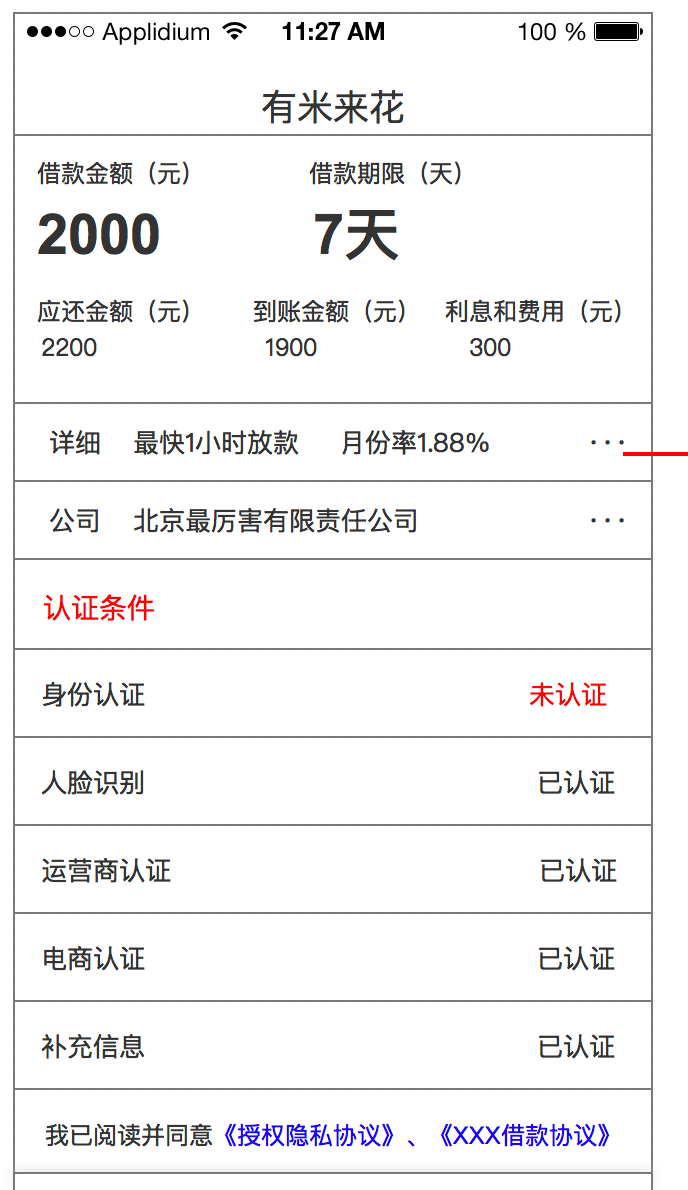 ●●●○○ Applidium 11:27 AM 100 %
有米来花
借款金额（元） 借款期限（天）
2000 7天
应还金额（元） 到账金额（元） 利息和费用（元）
2200 1900 300
详细 最快1小时放款 月份率1.88% ···
公司 北京最厉害有限责任公司 ···
认证条件
身份认证 未认证
人脸识别 已认证
运营商认证 已认证
电商认证 已认证
补充信息 已认证
我已阅读并同意《授权隐私协议》、《XXX借款协议》